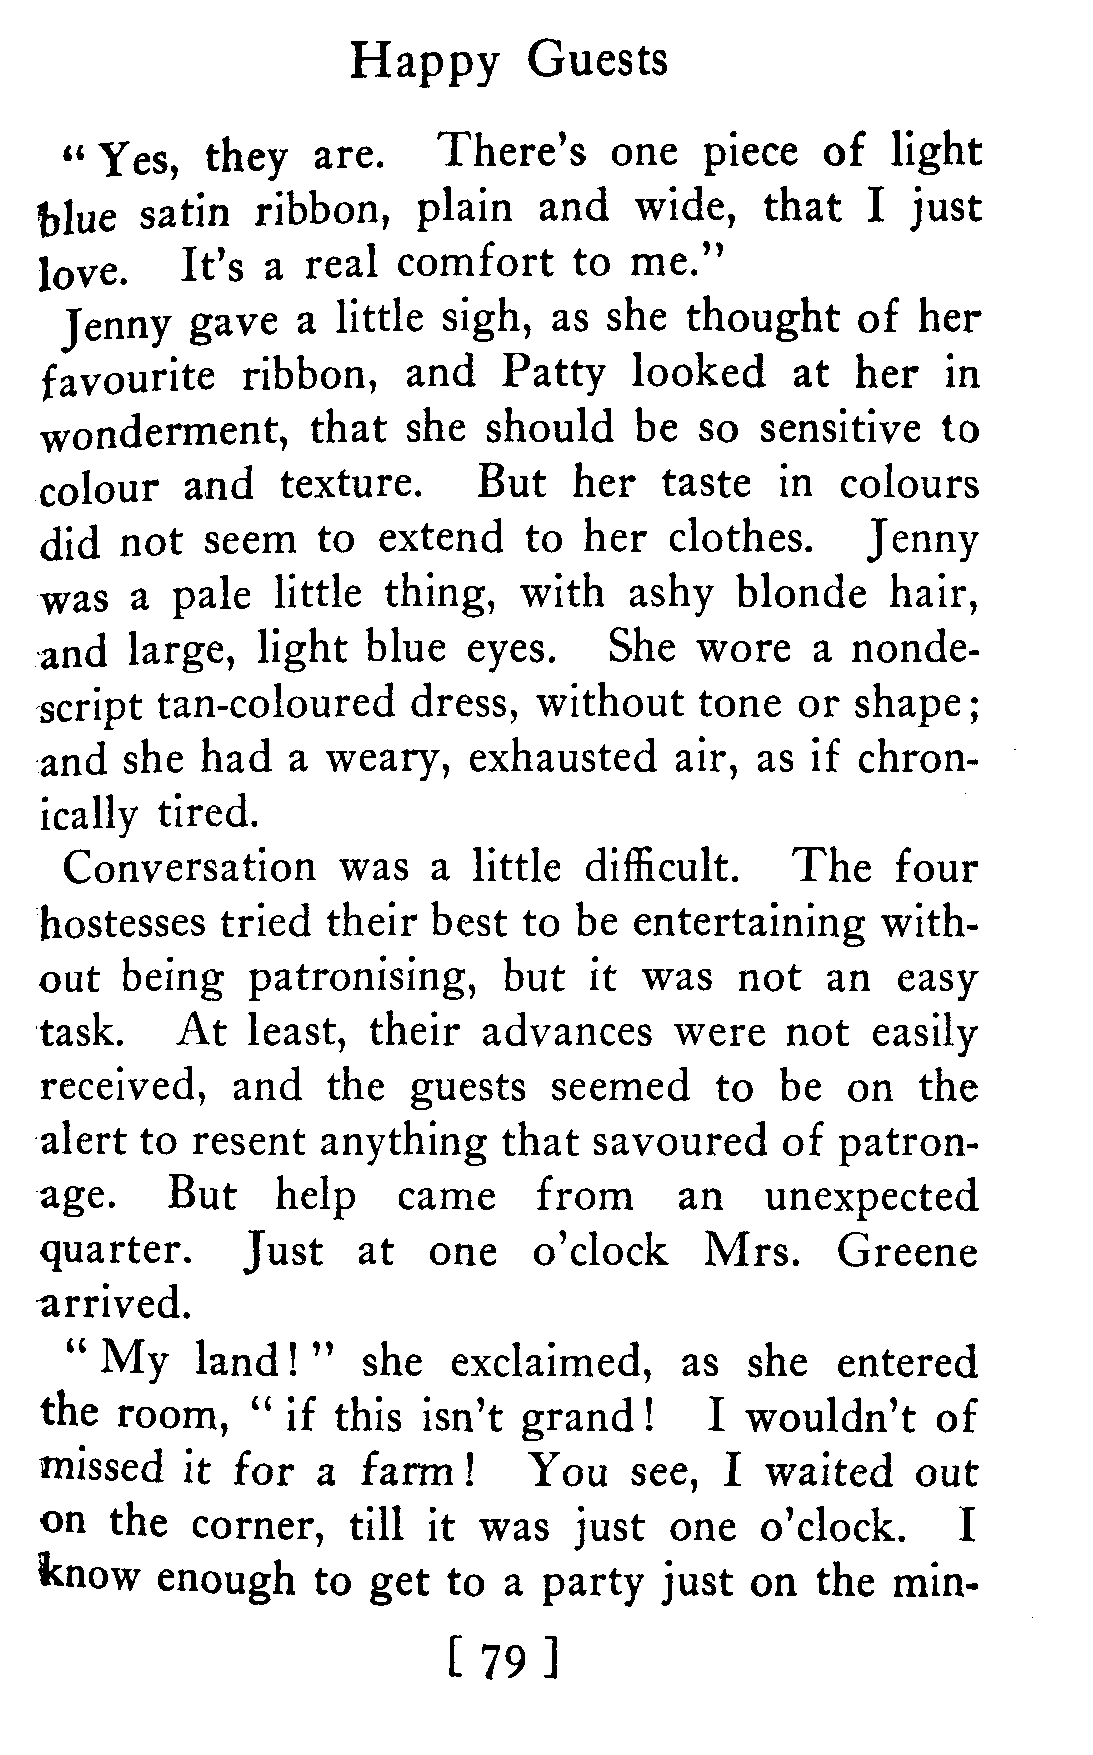 Happy Guests
“Yes, they are. There’s one piece of light
blue satin ribbon, plain and wide, that I just
love. It’s a real comfort to me.”
Jenny gave a little sigh, as she thought of her
favourite ribbon, and Patty looked at her in
wonderment, that she should be so sensitive to
colour and texture. But her taste in colours
did not seem to extend to her clothes. Jenny
was a pale little thing, with ashy blonde hair,
and large, light blue eyes. She wore a nonde-
script tan-coloured dress, without tone or shape;
and she had a weary, exhausted air, as if chron-
ically tired.
Conversation was a little difficult. The four
hostesses tried their best to be entertaining with-
out being patronising, but it was not an easy
task. At least, their advances were not easily
received, and the guests seemed to be on the
alert to resent anything that savoured of patron-
age. But help came from an unexpected
quarter. Just at one o’clock Mrs. Greene
arrived.
“My land!” she exclaimed, as she entered
the room, “if this isn’t grand! I wouldn’t of
missed it for a farm! You see, I waited out
on the corner, till it was just one o’clock. I
know enough to get to a party just on the min-
[ 79 ]